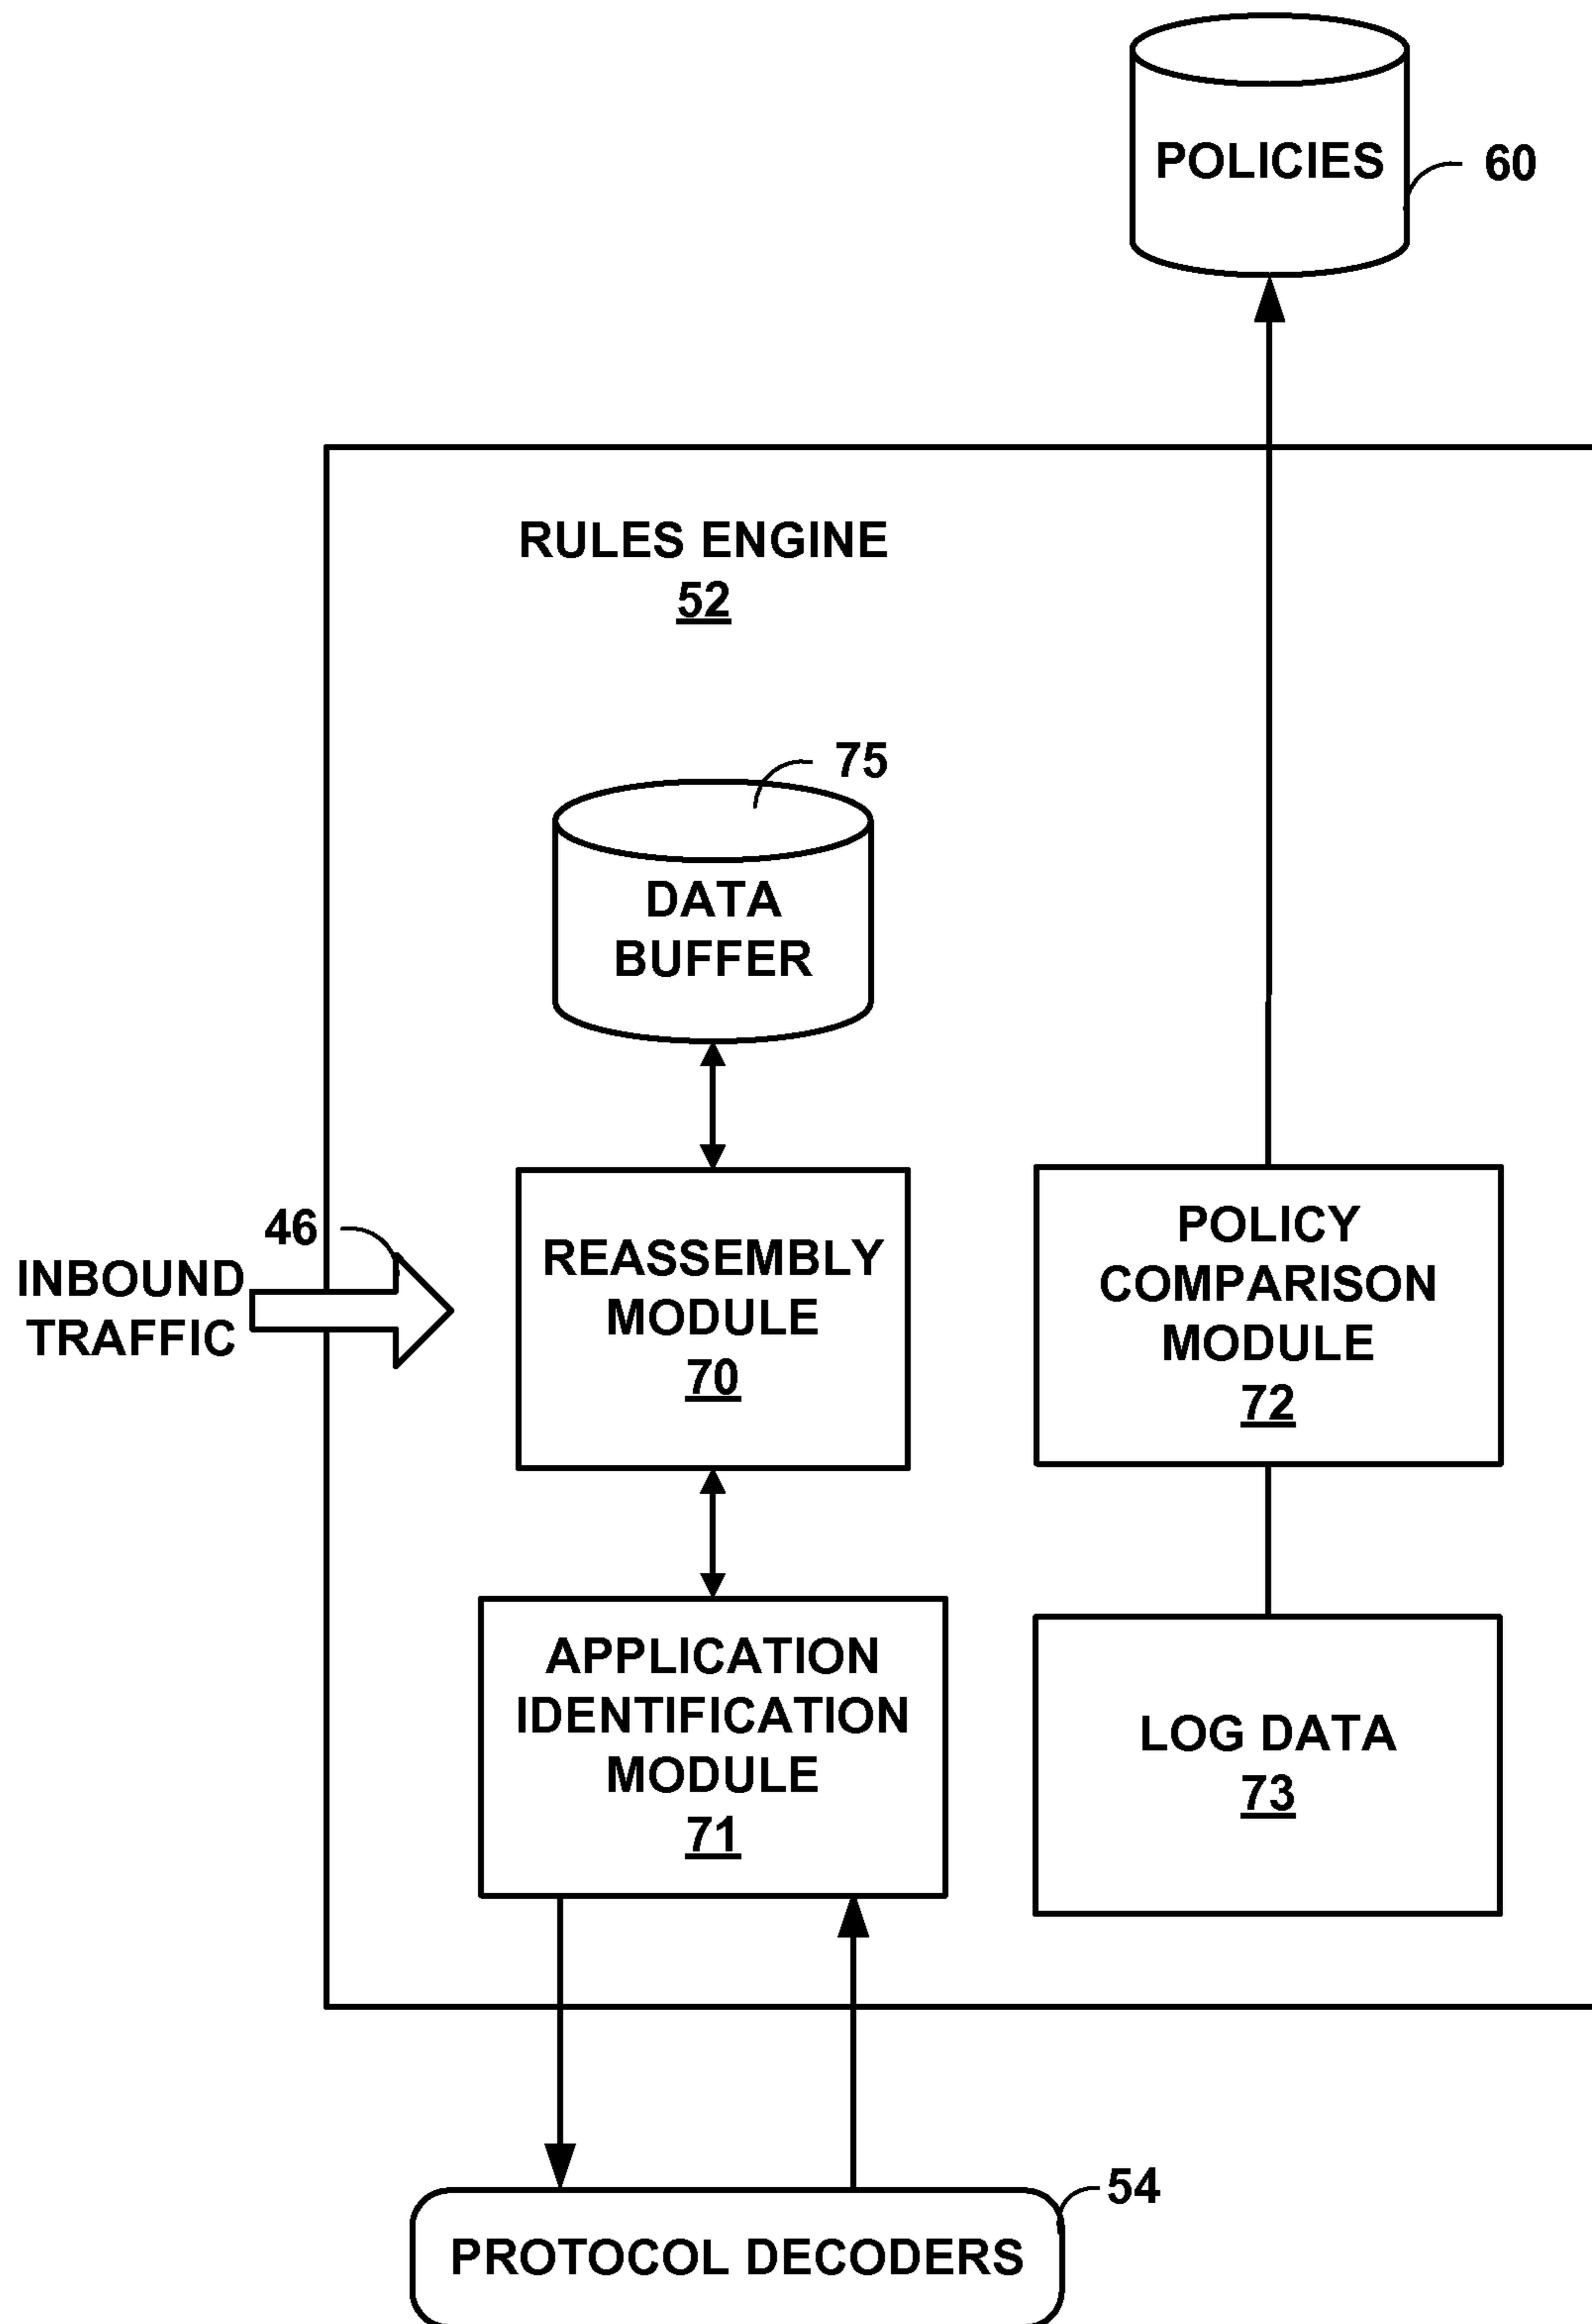 POLICIES
60
RULES ENGINE
52
75
DATA
BUFFER
46
INBOUND
TRAFFIC
REASSEMBLY
MODULE
70
POLICY
COMPARISON
MODULE
72
APPLICATION
IDENTIFICATION
MODULE
71
LOG DATA
73
54
PROTOCOL DECODERS